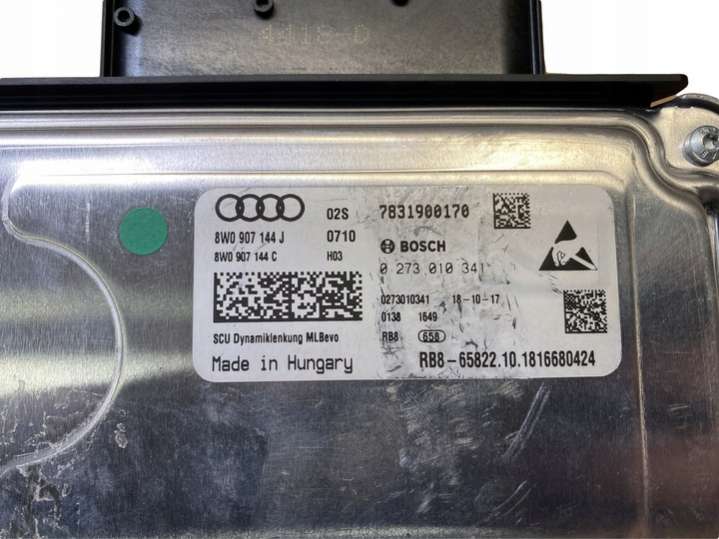 02S 7831900170
8W0 907 144 J 0710
8W0 907 144 C H03
BOSCH
0 273 010 341
0273010341 18-10-17
0138 1649
RB8 658
SCU Dynamiklenkung MLBevo
Made in Hungary
RB8-65822.10.1816680424